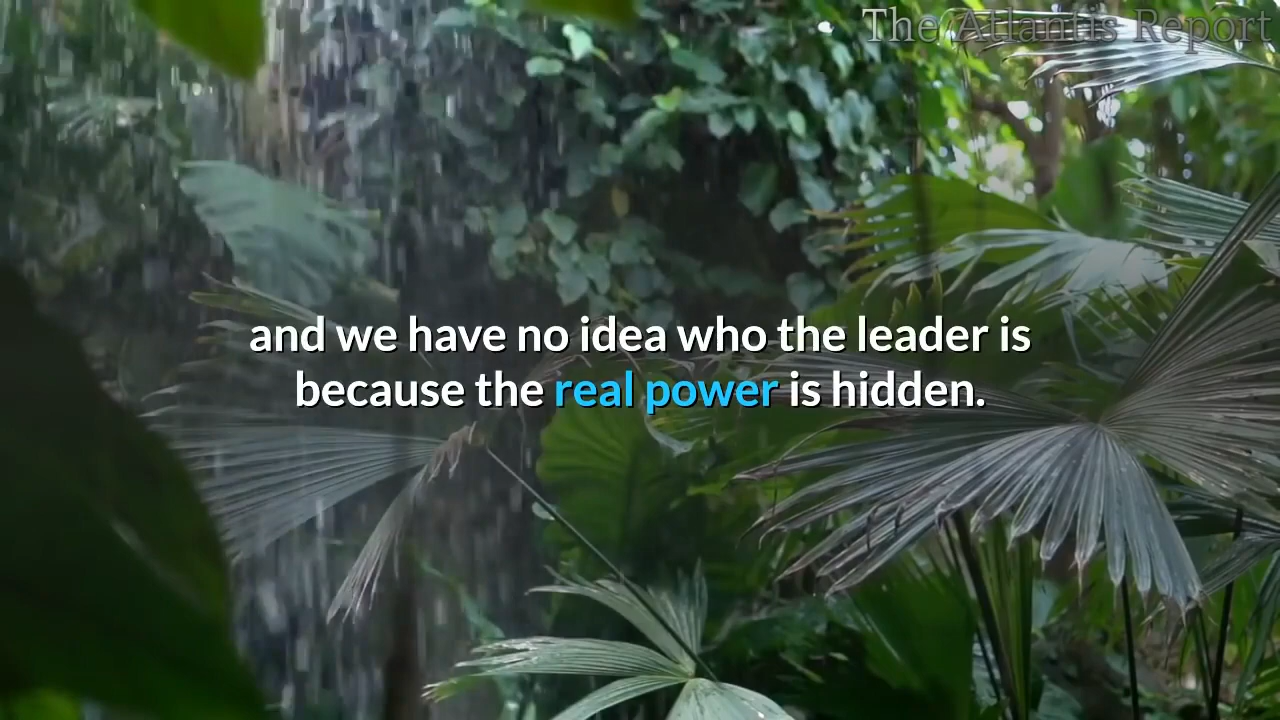 The Atlantis Report
and we have no idea who the leader is
because the real power is hidden.